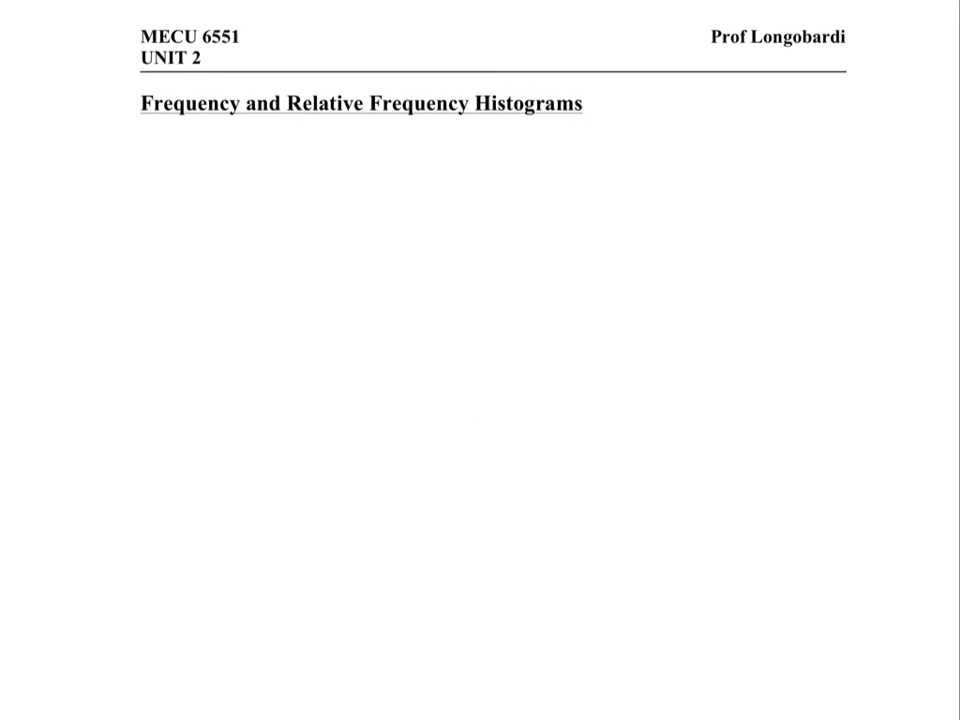 MECU 6551 Prof Longobardi
UNIT 2
Frequency and Relative Frequency Histograms